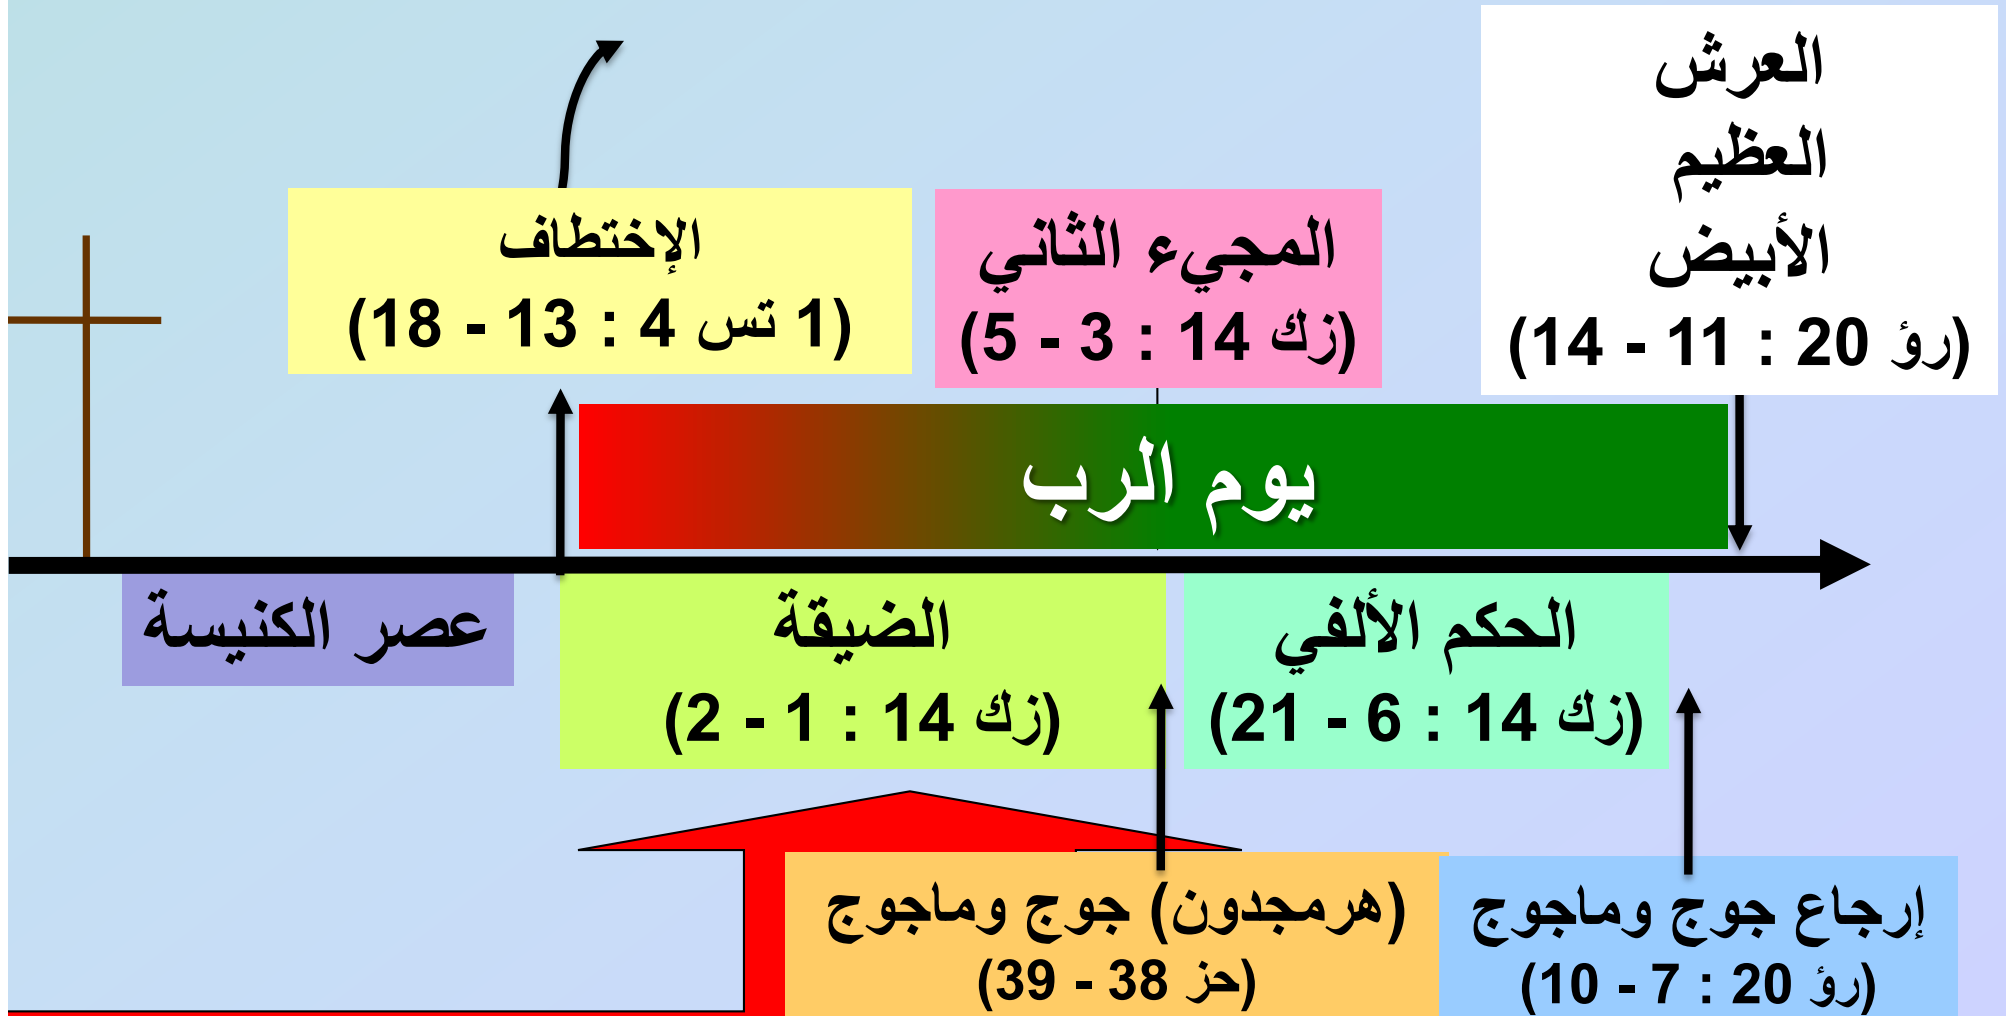 العرش
العظيم
الأبيض
(رؤ 20 : 11 - 14)
الإختطاف
(1 تس 4 : 13 - 18)
المجيء الثاني
(زك 14 : 3 - 5)
يوم الرب
عصر الكنيسة
الضيقة
(زك 14 : 1 - 2)
الحكم الألفي
(زك 14 : 6 - 21)
(هرمجدون) جوج وماجوج
(حز 38 - 39)
إرجاع جوج وماجوج
(رؤ 20 : 7 - 10)